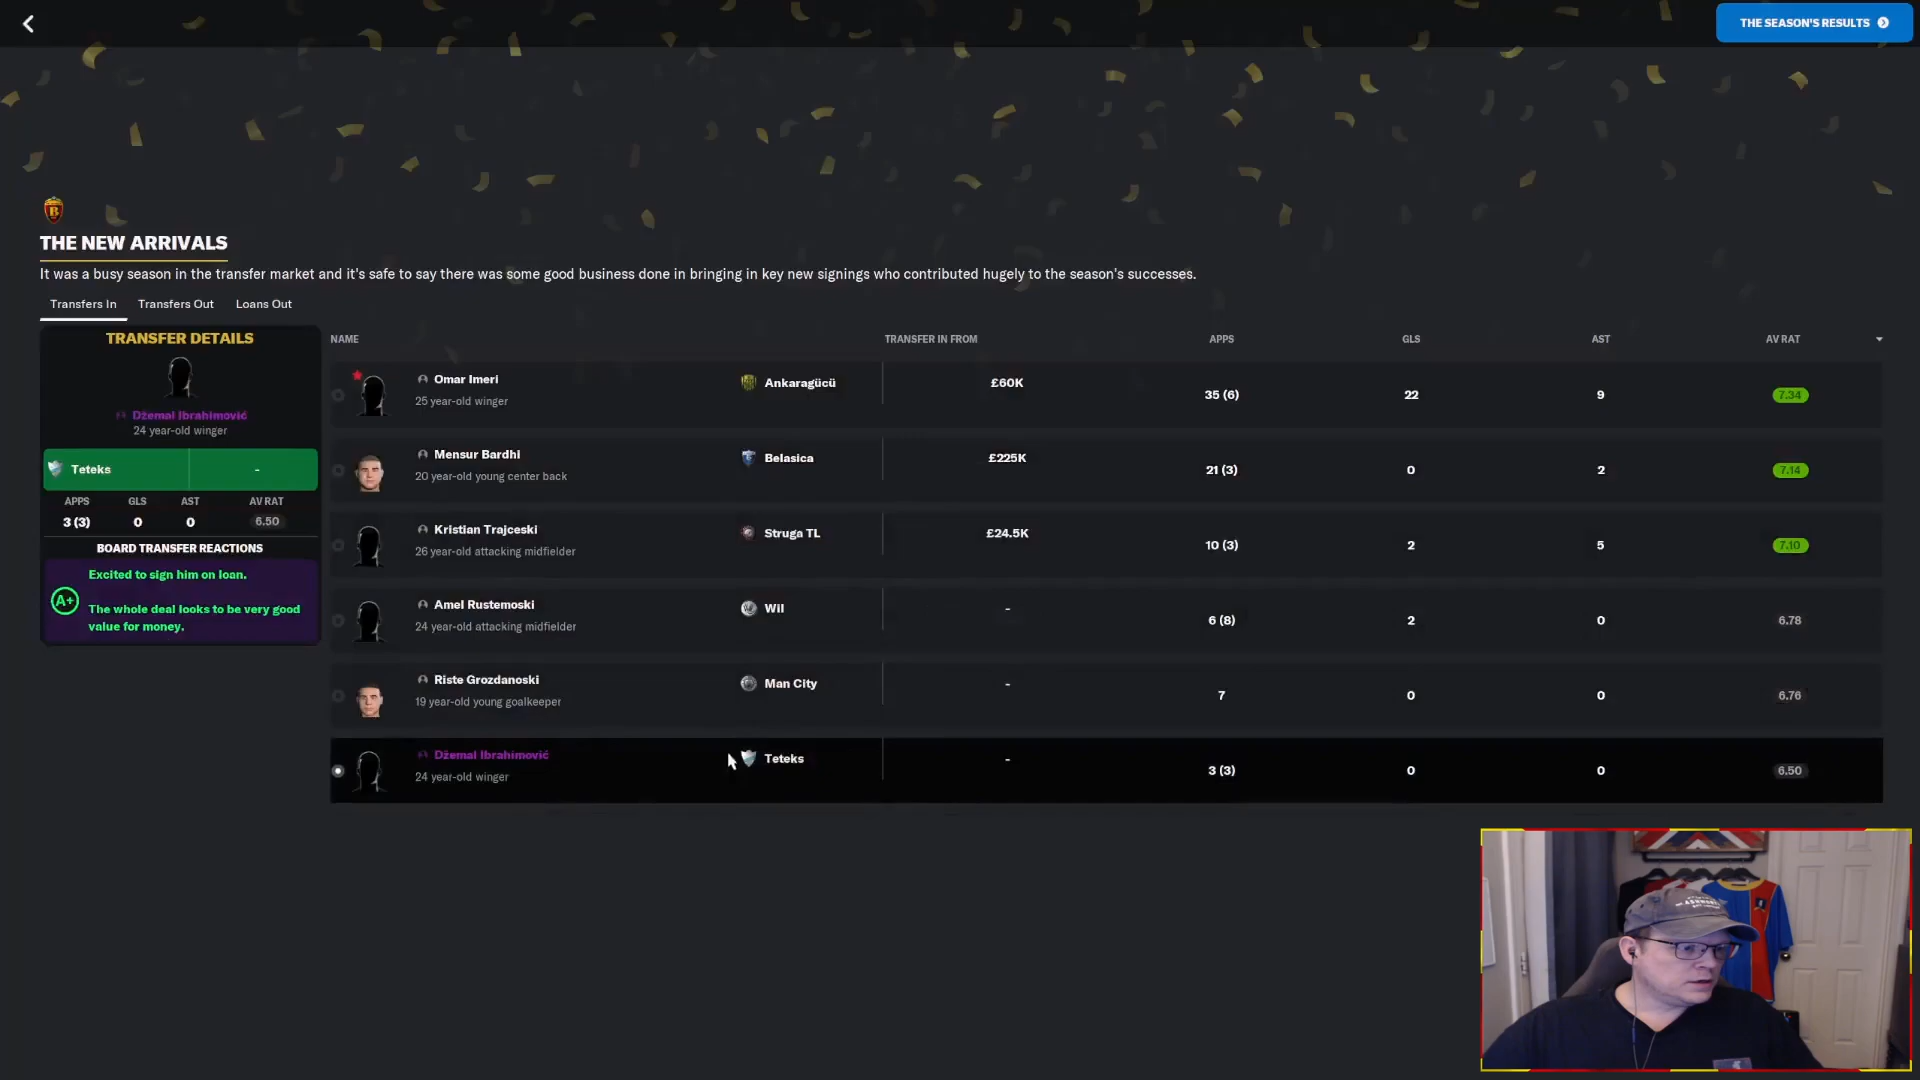 THE SEASON'S RESULTS
THE NEW ARRIVALS
It was a busy season in the transfer market and it's safe to say there was some good business done in bringing in key new signings who contributed hugely to the season's successes.
Transfers In Transfers Out Loans Out
TRANSFER DETAILS
Džemal Ibrahimović
24 year-old winger
Teteks -
APPS GLS AST AV RAT
3 (3) 0 0 6.50
BOARD TRANSFER REACTIONS
A+
Excited to sign him on loan.
The whole deal looks to be very good
value for money.
NAME TRANSFER IN FROM APPS GLS AST AV RAT
Omar Imeri Ankaragücü £60K 35 (6) 22 9 7.34
25 year-old winger
Mensur Bardhi Belasica £225K 21 (3) 0 2 7.14
20 year-old young center back
Kristian Trajceski Struga TL £24.5K 10 (3) 2 5 7.10
26 year-old attacking midfielder
Amel Rustemoski Wil - 6 (8) 2 0 6.78
24 year-old attacking midfielder
Riste Grozdanoski Man City - 7 0 0 6.76
19 year-old young goalkeeper
Džemal Ibrahimović Teteks - 3 (3) 0 0 6.50
24 year-old winger